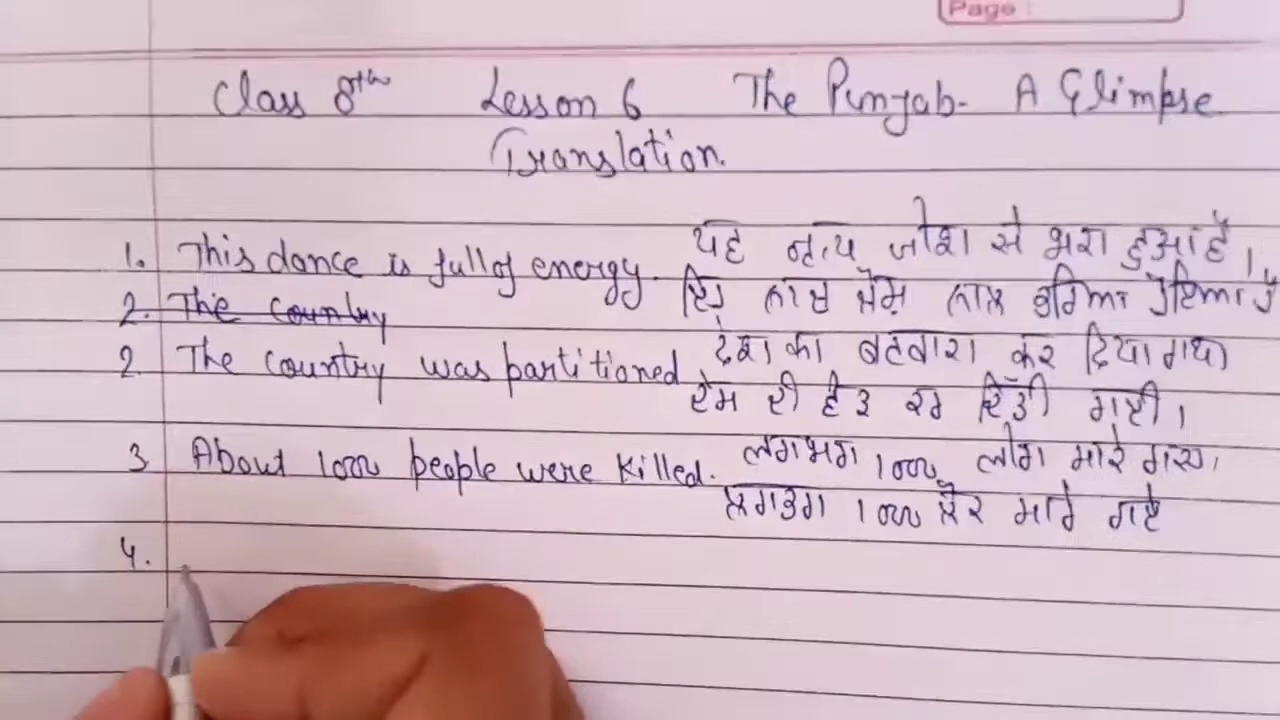 Page :
Class 8th Lesson 6 The Punjab- A Glimpse
Translation.
1. This dance is full of energy. यह नृत्य जोश से भरा हुआ है।
ਇਹ ਨਾਚ ਜੋਸ਼ ਨਾਲ ਭਰਿਆ ਹੋਇਆ ਹੈ
2. The country
2. The country was partitioned देश का बटवारा कर दिया गया
ਦੇਸ਼ ਦੀ ਵੰਡ ਕਰ ਦਿੱਤੀ ਗਈ।
3 About 1000 people were killed. लगभग 1000 लोग मारे गए।
ਲਗਭਗ 1000 ਲੋਕ ਮਾਰੇ ਗਏ
4.